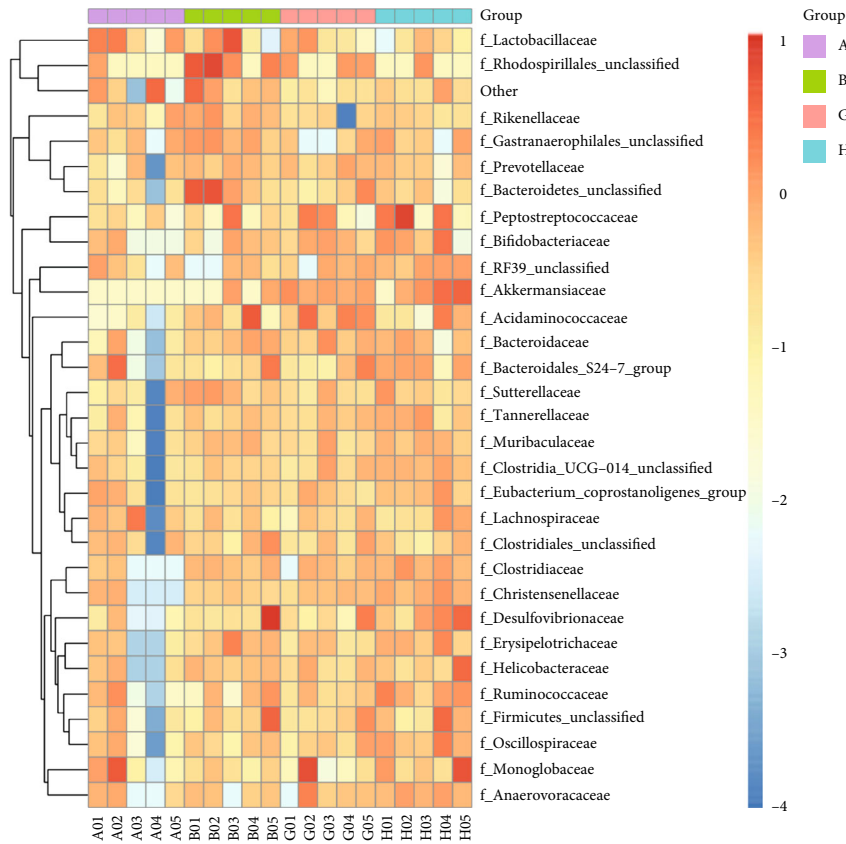 Group
f_Lactobacillaceae
f_Rhodospirillales_unclassified
Other
f_Rikenellaceae
f_Gastranaerophilales_unclassified
f_Prevotellaceae
f_Bacteroidetes_unclassified
f_Peptostreptococcaceae
f_Bifidobacteriaceae
f_RF39_unclassified
f_Akkermansiaceae
f_Acidaminococcaceae
f_Bacteroidaceae
f_Bacteroidales_S24–7_group
f_Sutterellaceae
f_Tannerellaceae
f_Muribaculaceae
f_Clostridia_UCG–014_unclassified
f_Eubacterium_coprostanoligenes_group
f_Lachnospiraceae
f_Clostridiales_unclassified
f_Clostridiaceae
f_Christensenellaceae
f_Desulfovibrionaceae
f_Erysipelotrichaceae
f_Helicobacteraceae
f_Ruminococcaceae
f_Firmicutes_unclassified
f_Oscillospiraceae
f_Monoglobaceae
f_Anaerovoracaceae
A01 A02 A03 A04 A05 B01 B02 B03 B04 B05 G01 G02 G03 G04 G05 H01 H02 H03 H04 H05
1
0
–1
–2
–3
–4
Group
A
B
G
H